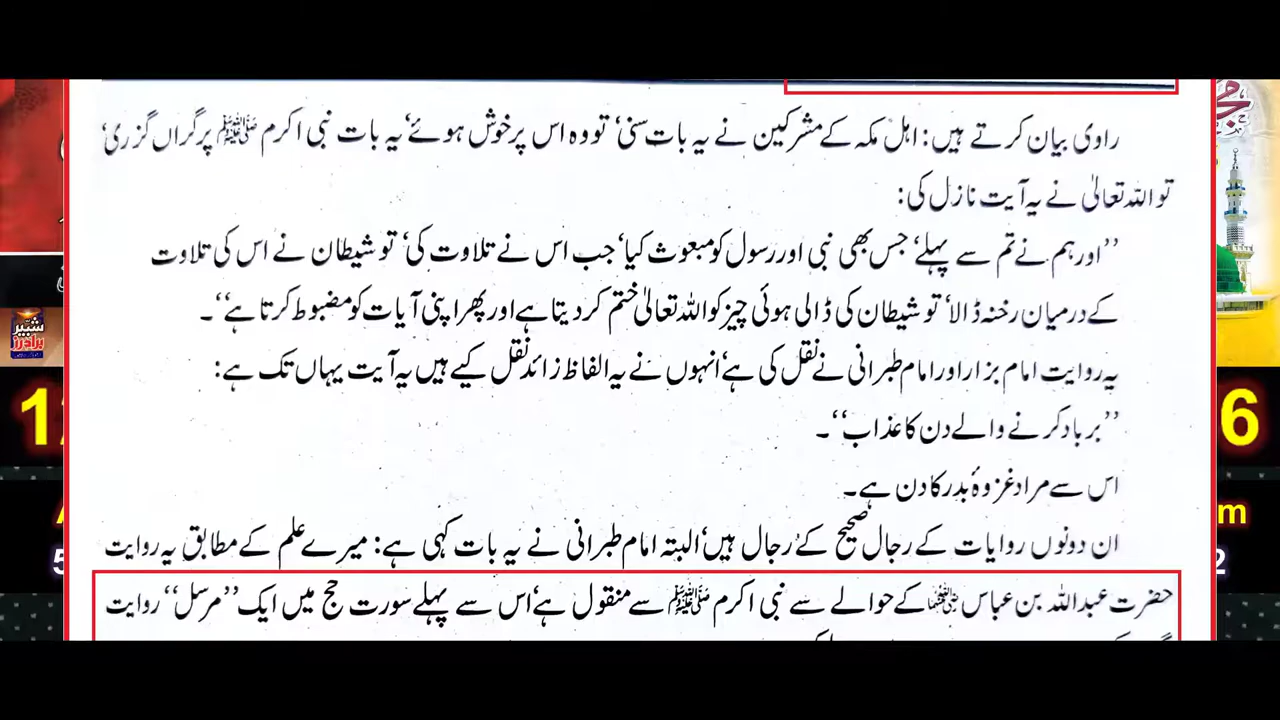 راوی بیان کرتے ہیں: اہل مکہ کے مشرکین نے یہ بات سنی' تو وہ اس پر خوش ہوئے' یہ بات نبی اکرم ﷺ پر گراں گزری'
تو اللہ تعالیٰ نے یہ آیت نازل کی:
''اور ہم نے تم سے پہلے' جس بھی نبی اور رسول کو مبعوث کیا' جب اس نے تلاوت کی' تو شیطان نے اس کی تلاوت
کے درمیان رخنہ ڈالا' تو شیطان کی ڈالی ہوئی چیز کو اللہ تعالیٰ ختم کر دیتا ہے اور پھر اپنی آیات کو مضبوط کرتا ہے''۔
یہ روایت امام بزار اور امام طبرانی نے نقل کی ہے' انہوں نے یہ الفاظ زائد نقل کیے ہیں یہ آیت یہاں تک ہے:
''برباد کرنے والے دن کا عذاب''۔
اس سے مراد غزوۂ بدر کا دن ہے۔
ان دونوں روایات کے رجال صحیح کے رجال ہیں' البتہ امام طبرانی نے یہ بات کہی ہے: میرے علم کے مطابق یہ روایت
حضرت عبداللہ بن عباس رضی اللہ عنہما کے حوالے سے نبی اکرم ﷺ سے منقول ہے' اس سے پہلے سورت حج میں ایک ''مرسل'' روایت
شبیر برادرز
1
6
m
5
2